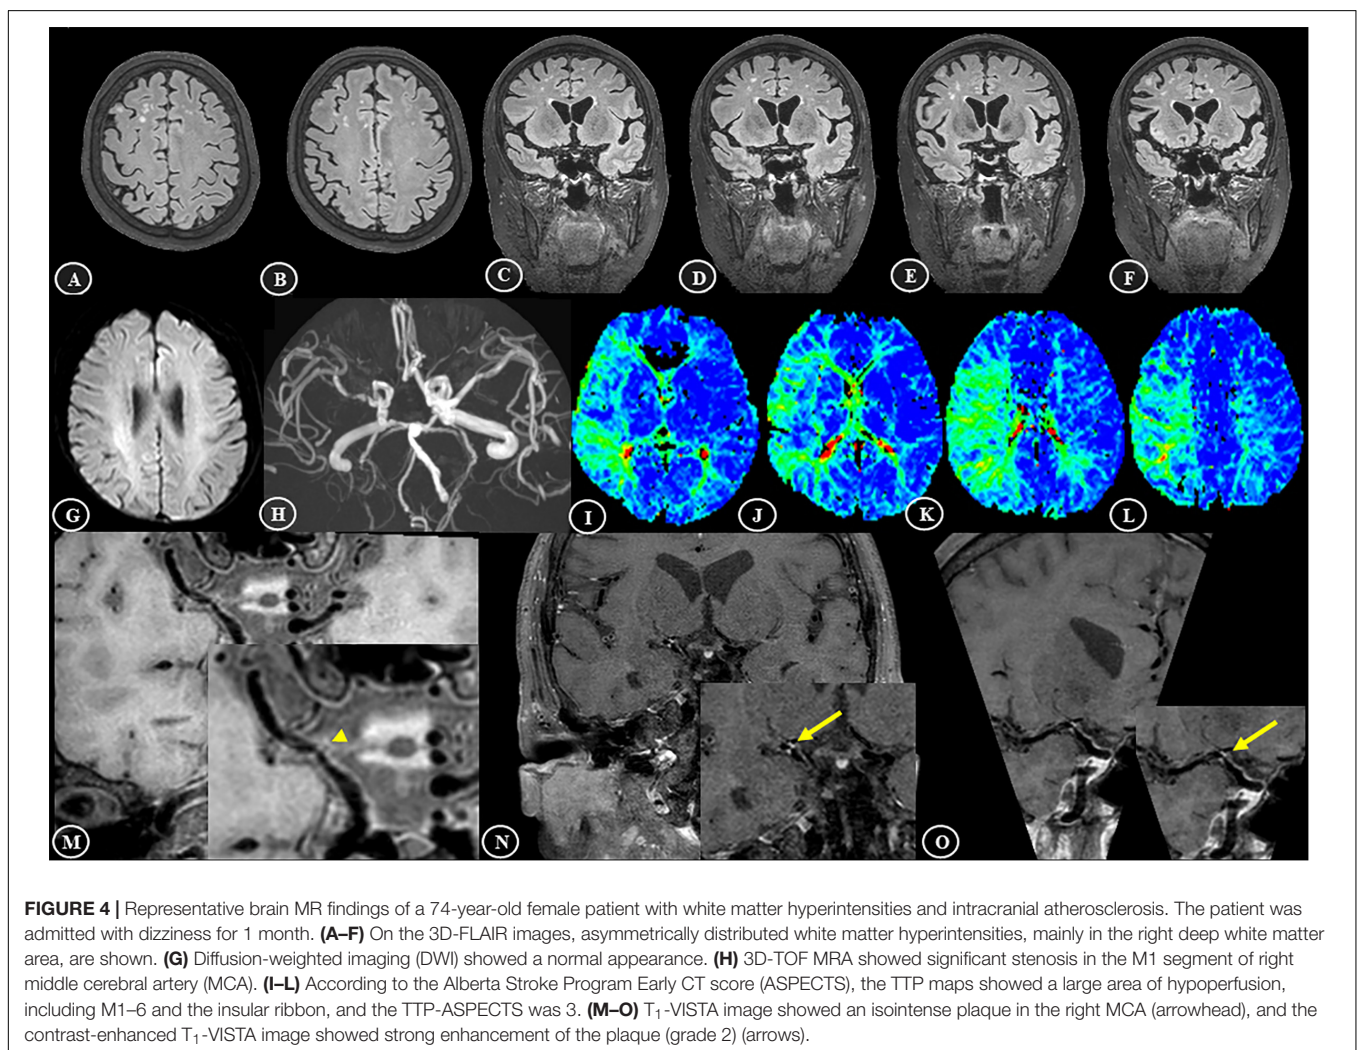 A
B
C
D
E
F
G
H
I
J
K
L
M
N
O
FIGURE 4 | Representative brain MR findings of a 74-year-old female patient with white matter hyperintensities and intracranial atherosclerosis. The patient was
admitted with dizziness for 1 month. (A–F) On the 3D-FLAIR images, asymmetrically distributed white matter hyperintensities, mainly in the right deep white matter
area, are shown. (G) Diffusion-weighted imaging (DWI) showed a normal appearance. (H) 3D-TOF MRA showed significant stenosis in the M1 segment of right
middle cerebral artery (MCA). (I–L) According to the Alberta Stroke Program Early CT score (ASPECTS), the TTP maps showed a large area of hypoperfusion,
including M1–6 and the insular ribbon, and the TTP-ASPECTS was 3. (M–O) T1-VISTA image showed an isointense plaque in the right MCA (arrowhead), and the
contrast-enhanced T1-VISTA image showed strong enhancement of the plaque (grade 2) (arrows).